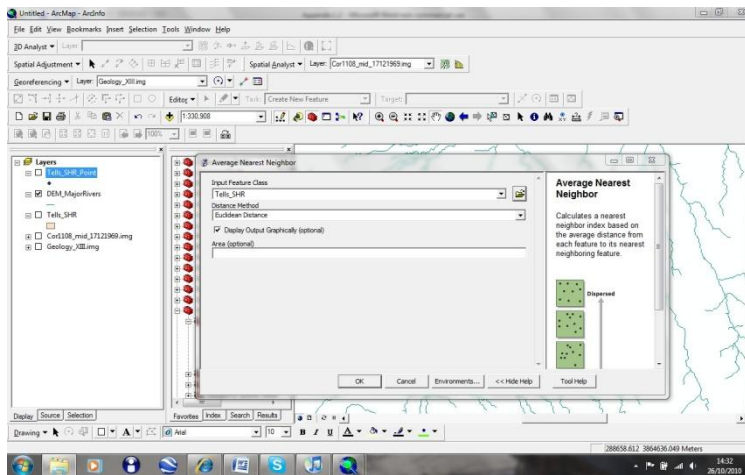 Untitled - ArcMap - ArcInfo
File Edit View Bookmarks Insert Selection Tools Window Help
3D Analyst Layer:
Spatial Adjustment Spatial Analyst Layer: Cor1108_mid_17121969.img
Georeferencing Layer: Geology_XIII.img
Editor Task: Create New Feature Target:
1:330,908
100%
Layers
Tells_SHR_Point
DEM_MajorRivers
Tells_SHR
Cor1108_mid_17121969.img
Geology_XIII.img
Average Nearest Neighbor
Input Feature Class
Tells_SHR
Distance Method
Euclidean Distance
Display Output Graphically (optional)
Area (optional)
OK Cancel Environments... << Hide Help Tool Help
Average Nearest
Neighbor
Calculates a nearest
neighbor index based on
the average distance from
each feature to its nearest
neighboring feature.
Dispersed
Display Source Selection
Favorites Index Search Results
Drawing A Arial 10 B I U A
288658.612 3864636.049 Meters
14:32
26/10/2010